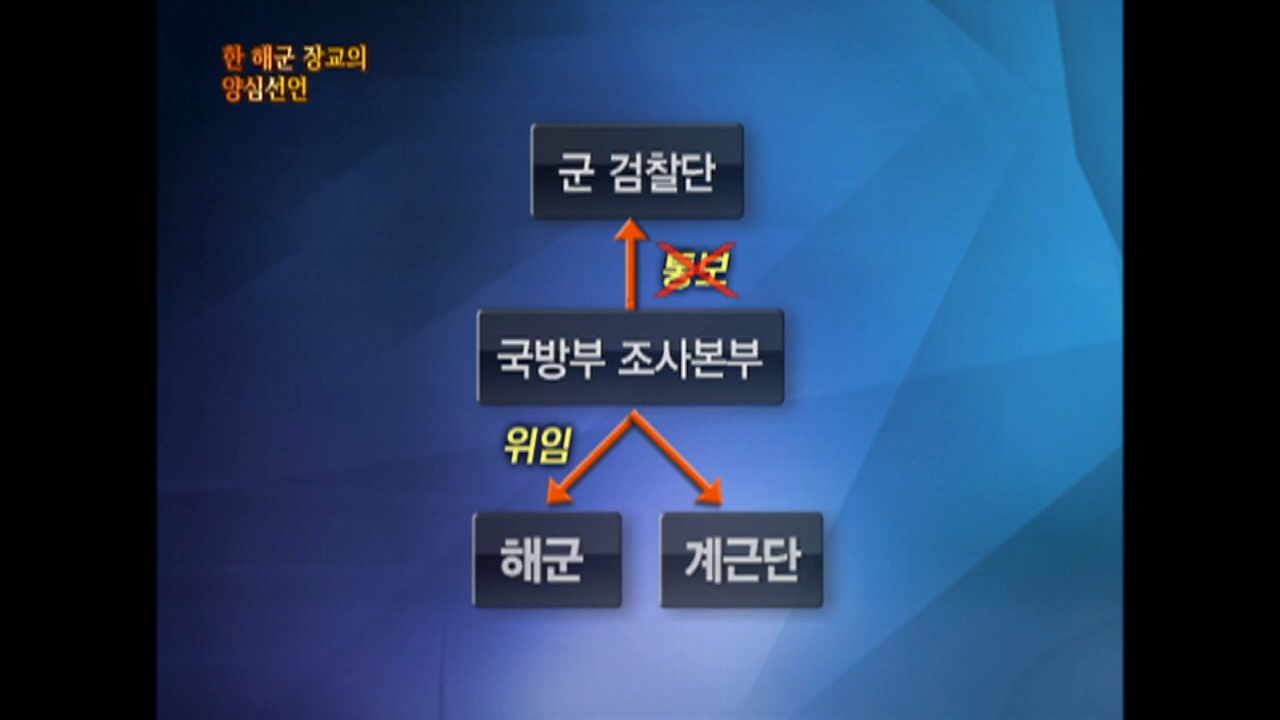 한 해군 장교의
양심선언
군 검찰단
통보
국방부 조사본부
위임
해군
계근단